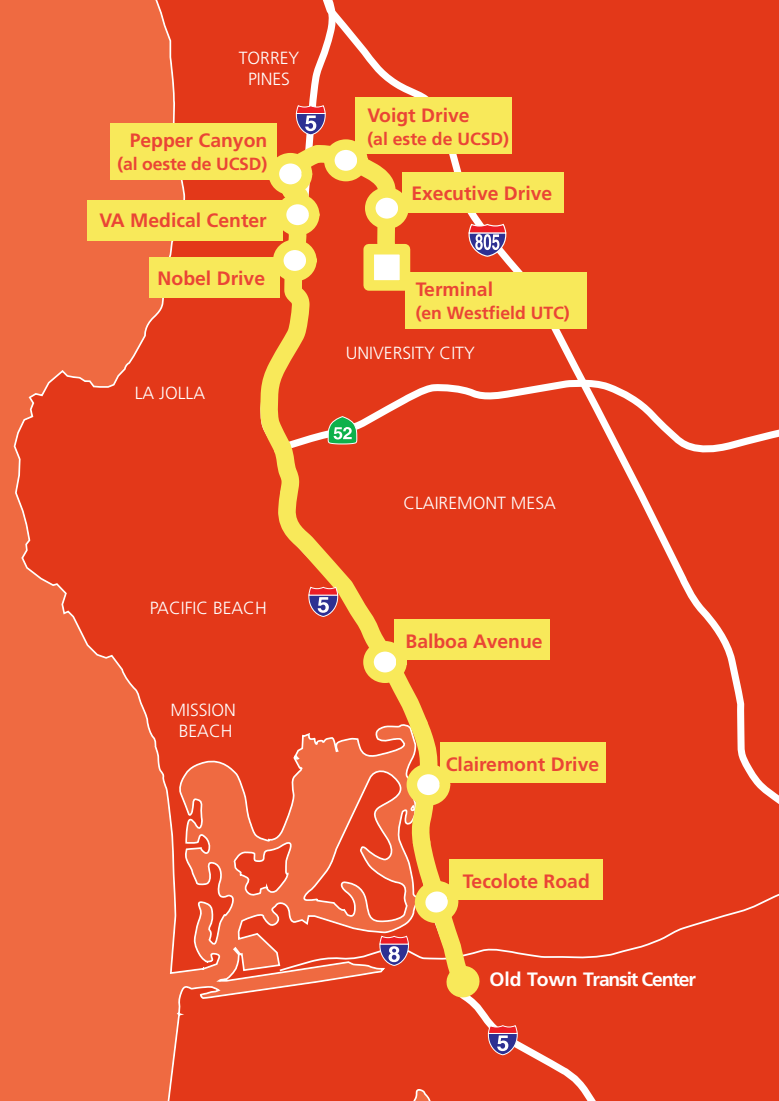 TORREY
PINES
5
Voigt Drive
(al este de UCSD)
Pepper Canyon
(al oeste de UCSD)
Executive Drive
VA Medical Center
805
Nobel Drive
Terminal
(en Westfield UTC)
UNIVERSITY CITY
LA JOLLA
52
CLAIREMONT MESA
5
PACIFIC BEACH
Balboa Avenue
MISSION
BEACH
Clairemont Drive
Tecolote Road
8
Old Town Transit Center
5